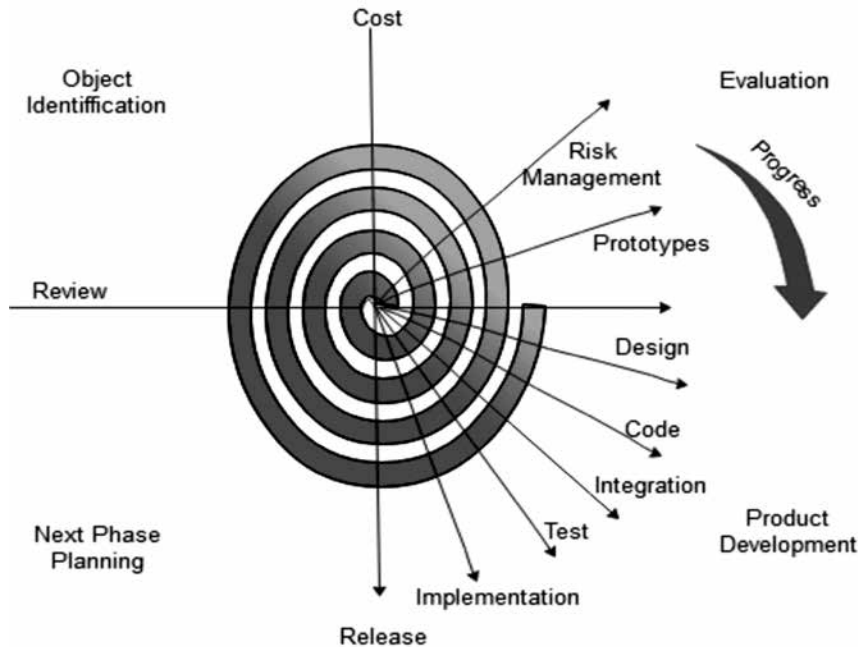 Cost
Object
Identiffication
Evaluation
Risk
Management
Progress
Prototypes
Review
Design
Code
Integration
Test
Next Phase
Planning
Product
Development
Implementation
Release